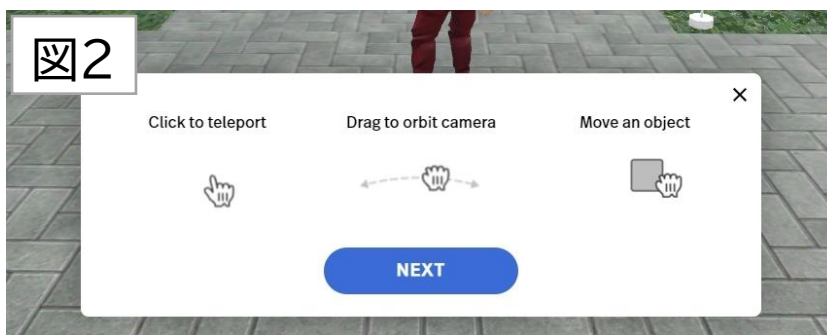 図2
×
Click to teleport
Drag to orbit camera
Move an object
NEXT